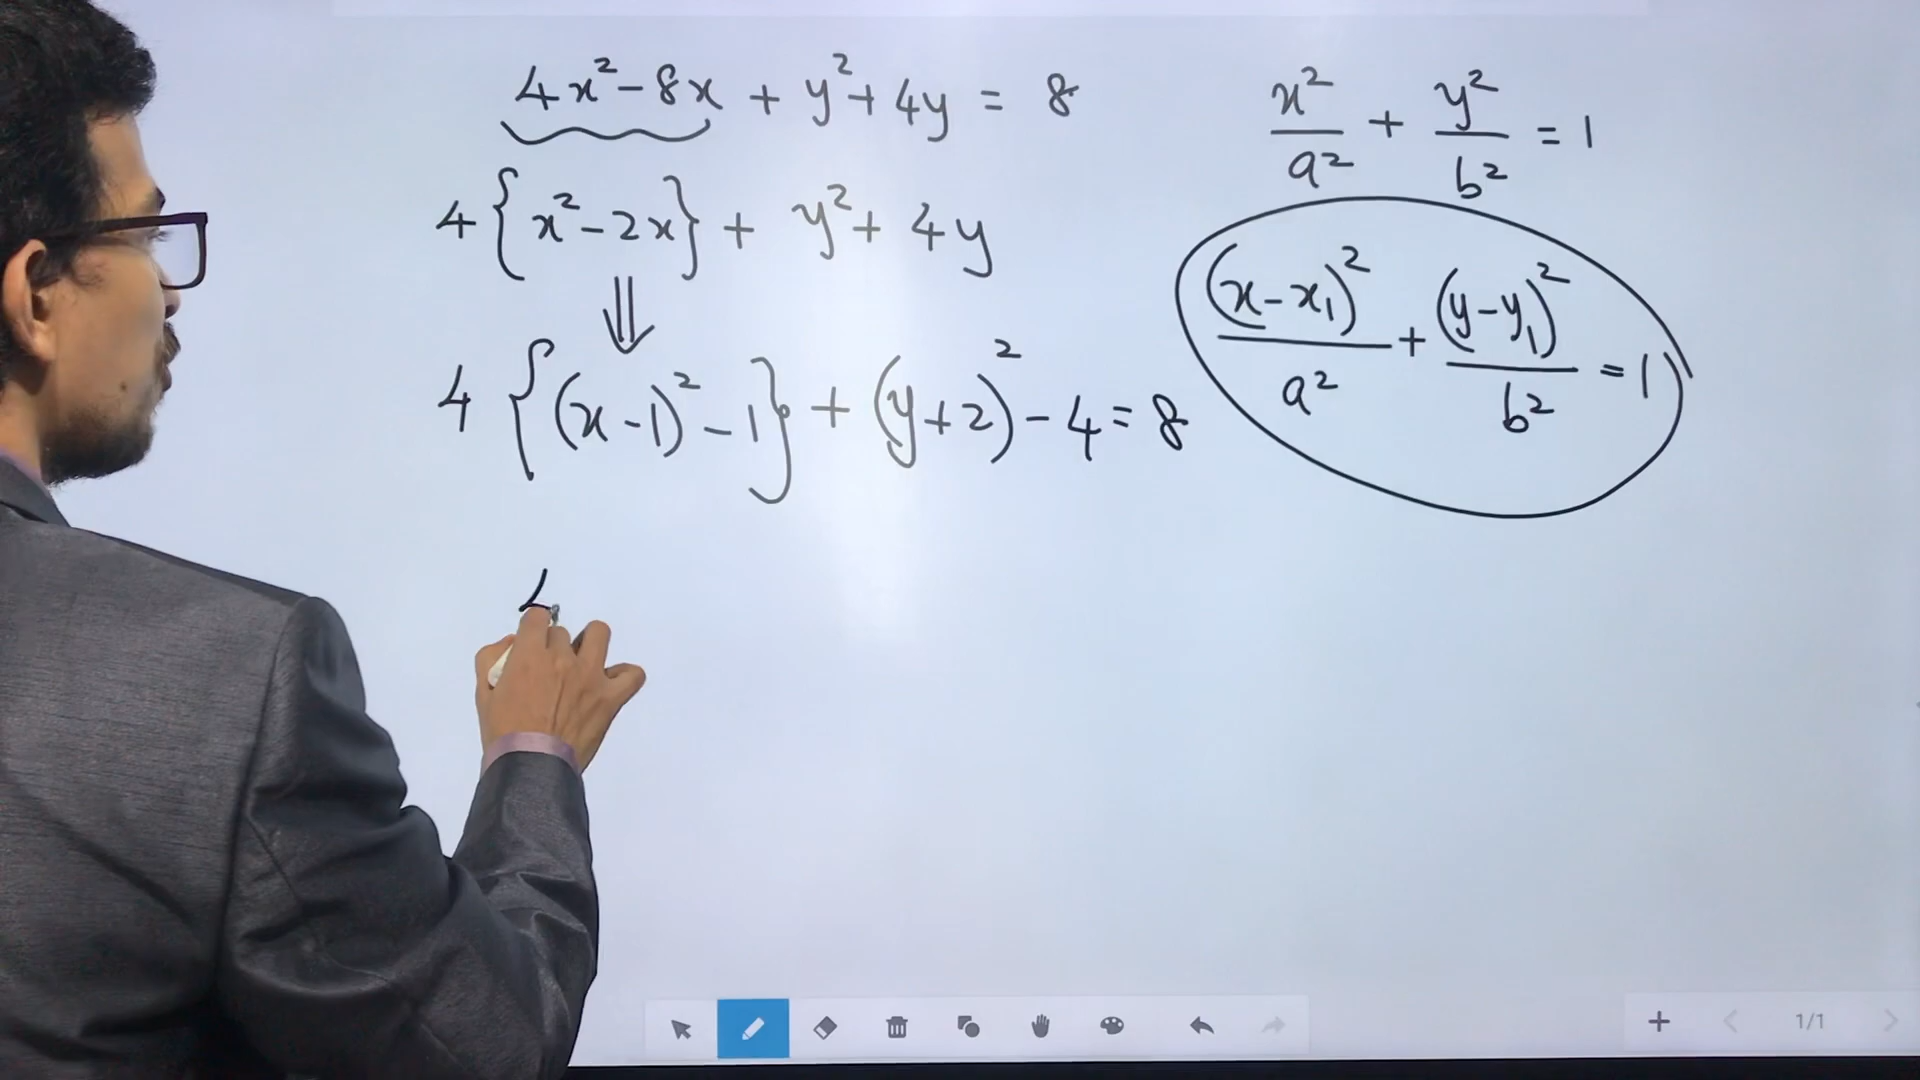 4x² - 8x + y² + 4y = 8
4 { x² - 2x } + y² + 4y
⇓
4 { (x - 1)² - 1 } + (y + 2)² - 4 = 8
x²/a² + y²/b² = 1
(x - x₁)²/a² + (y - y₁)²/b² = 1
1/1